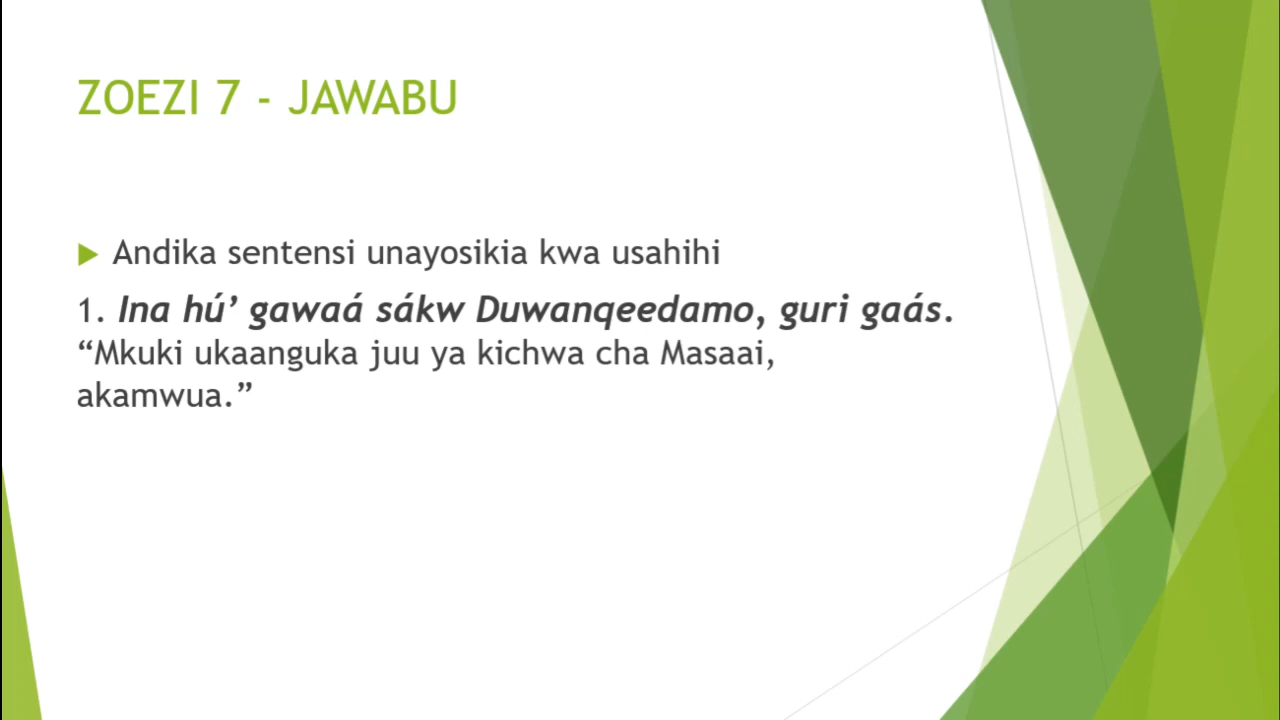 ZOEZI 7 - JAWABU
Andika sentensi unayosikia kwa usahihi
1. Ina hú’ gawaá sákw Duwanqeedamo, guri gaás.
“Mkuki ukaanguka juu ya kichwa cha Masaai,
akamwua.”